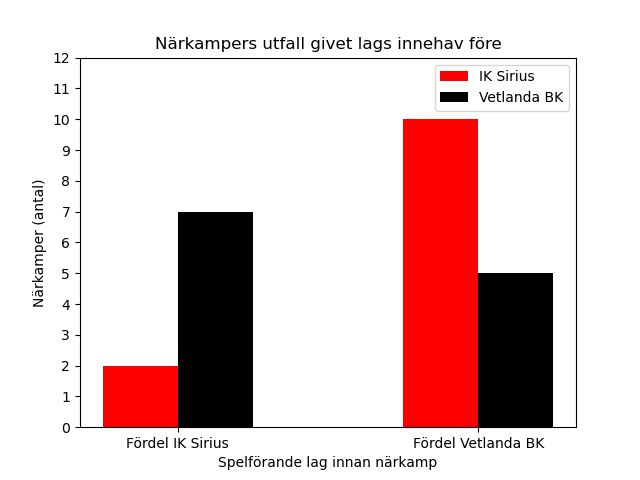 Närkampers utfall givet lags innehav före
IK Sirius
Vetlanda BK
Närkamper (antal)
12
11
10
9
8
7
6
5
4
3
2
1
0
Fördel IK Sirius
Fördel Vetlanda BK
Spelförande lag innan närkamp